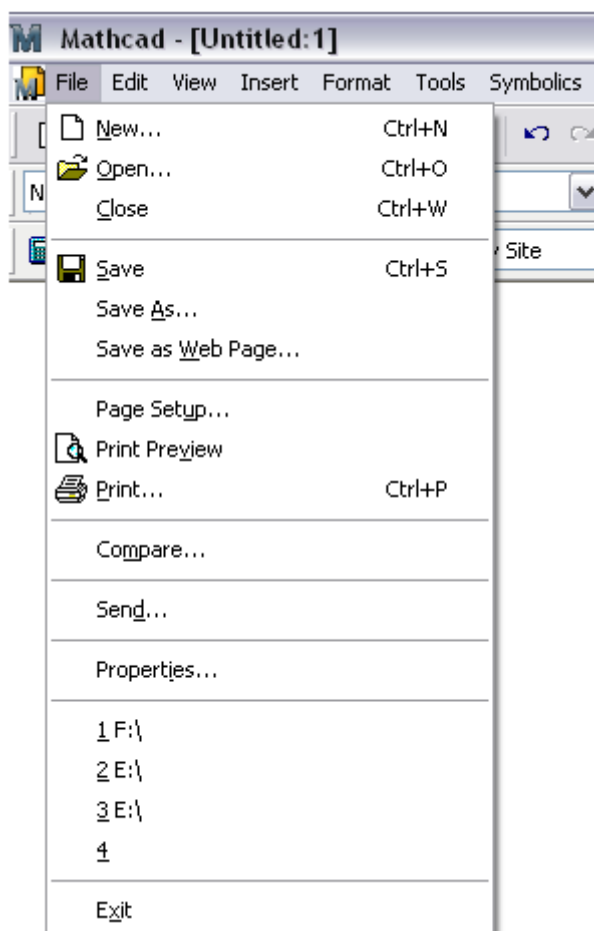 Mathcad - [Untitled:1]
File Edit View Insert Format Tools Symbolics
New... Ctrl+N
Open... Ctrl+O
Close Ctrl+W
N
Save Ctrl+S
Site
Save As...
Save as Web Page...
Page Setup...
Print Preview
Print... Ctrl+P
Compare...
Send...
Properties...
1 F:\
2 E:\
3 E:\
4
Exit